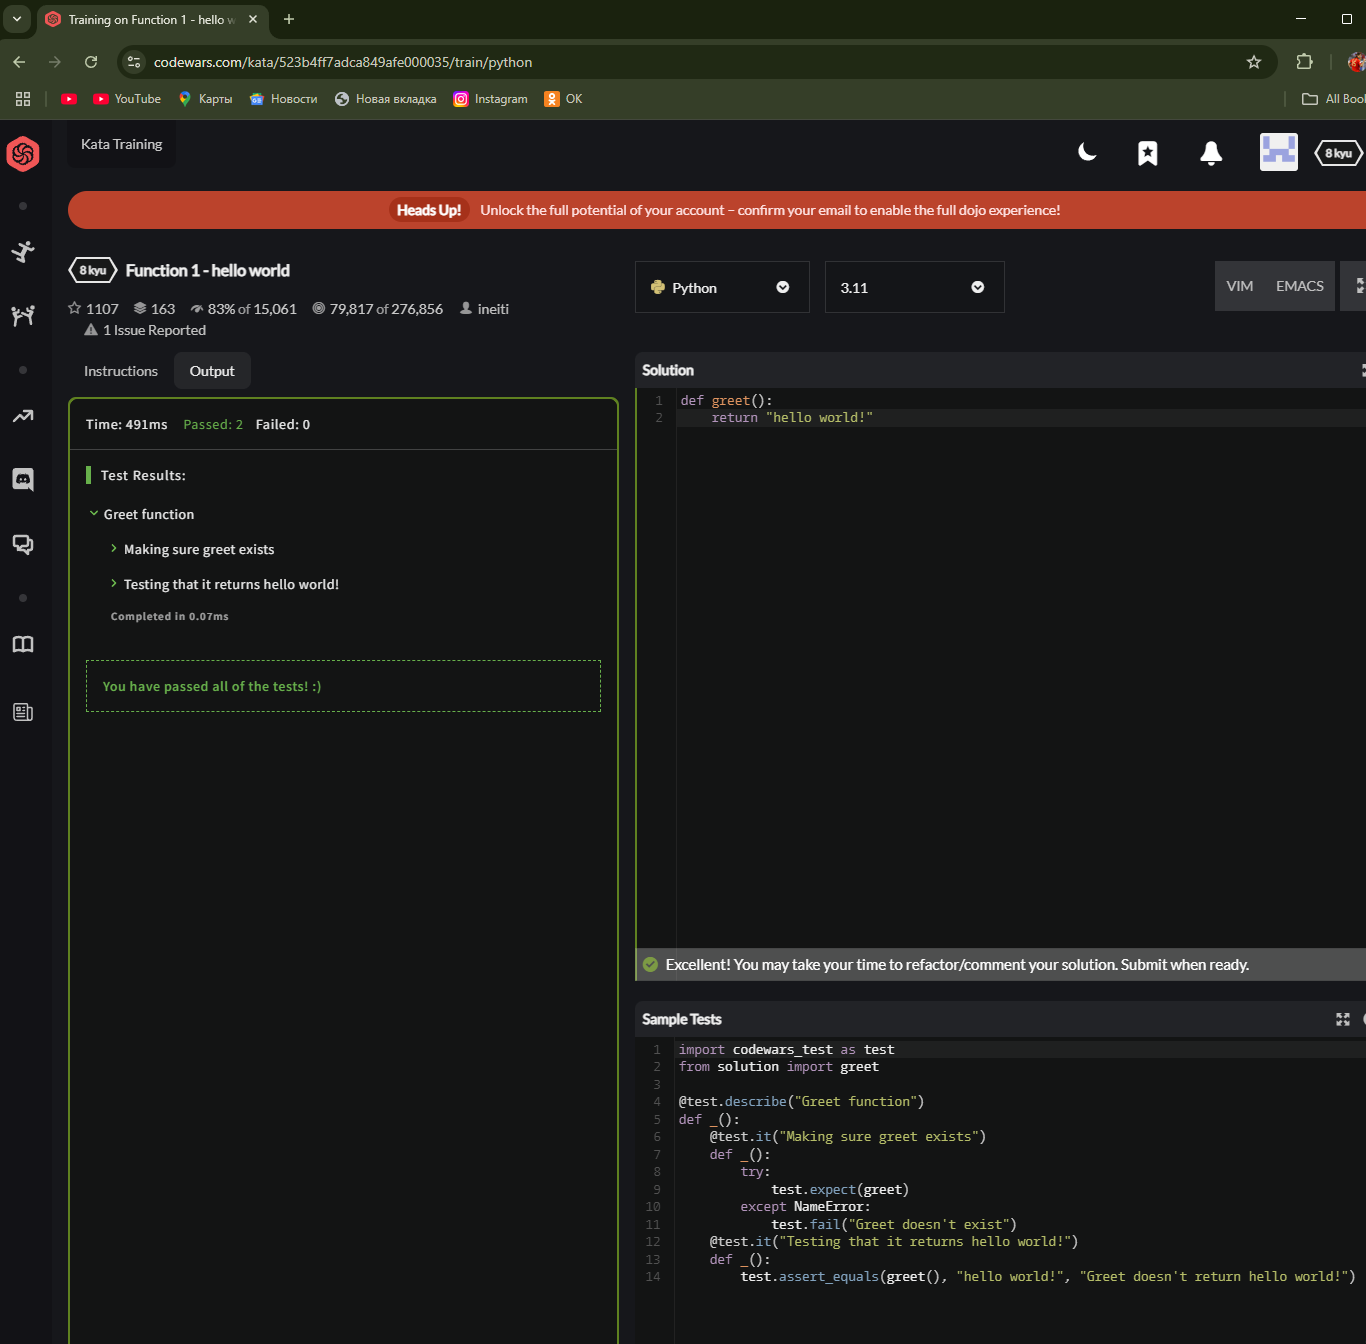 Training on Function 1 - hello w
codewars.com/kata/523b4ff7adca849afe000035/train/python
YouTube Карты Новости Новая вкладка Instagram OK All Boo
Kata Training
8 kyu
Heads Up! Unlock the full potential of your account – confirm your email to enable the full dojo experience!
8 kyu Function 1 - hello world
1107 163 83% of 15,061 79,817 of 276,856 ineiti
1 Issue Reported
Python 3.11 VIM EMACS
Instructions Output
Time: 491ms Passed: 2 Failed: 0
Test Results:
Greet function
Making sure greet exists
Testing that it returns hello world!
Completed in 0.07ms
You have passed all of the tests! :)
Solution
1 def greet():
2     return "hello world!"
Excellent! You may take your time to refactor/comment your solution. Submit when ready.
Sample Tests
1 import codewars_test as test
2 from solution import greet
3
4 @test.describe("Greet function")
5 def _():
6     @test.it("Making sure greet exists")
7     def _():
8         try:
9             test.expect(greet)
10         except NameError:
11             test.fail("Greet doesn't exist")
12     @test.it("Testing that it returns hello world!")
13     def _():
14         test.assert_equals(greet(), "hello world!", "Greet doesn't return hello world!")